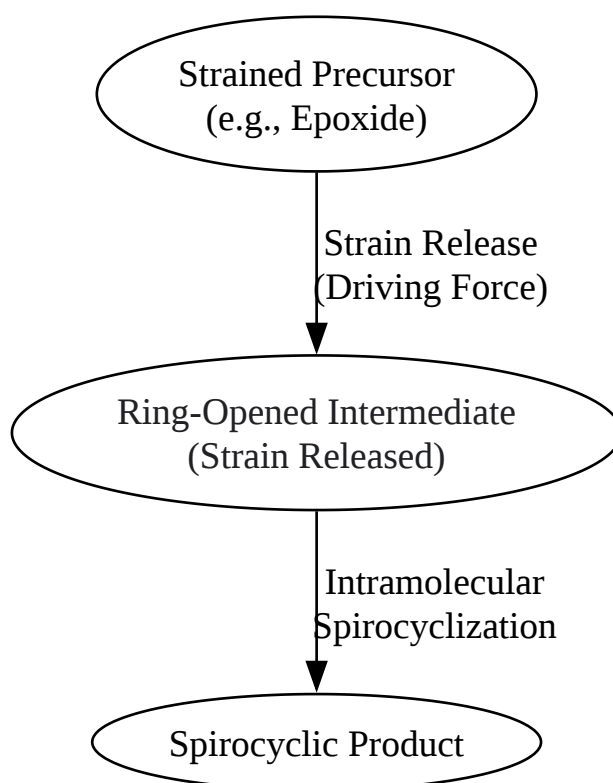 Strained Precursor
(e.g., Epoxide)
Strain Release
(Driving Force)
Ring-Opened Intermediate
(Strain Released)
Intramolecular
Spirocyclization
Spirocyclic Product